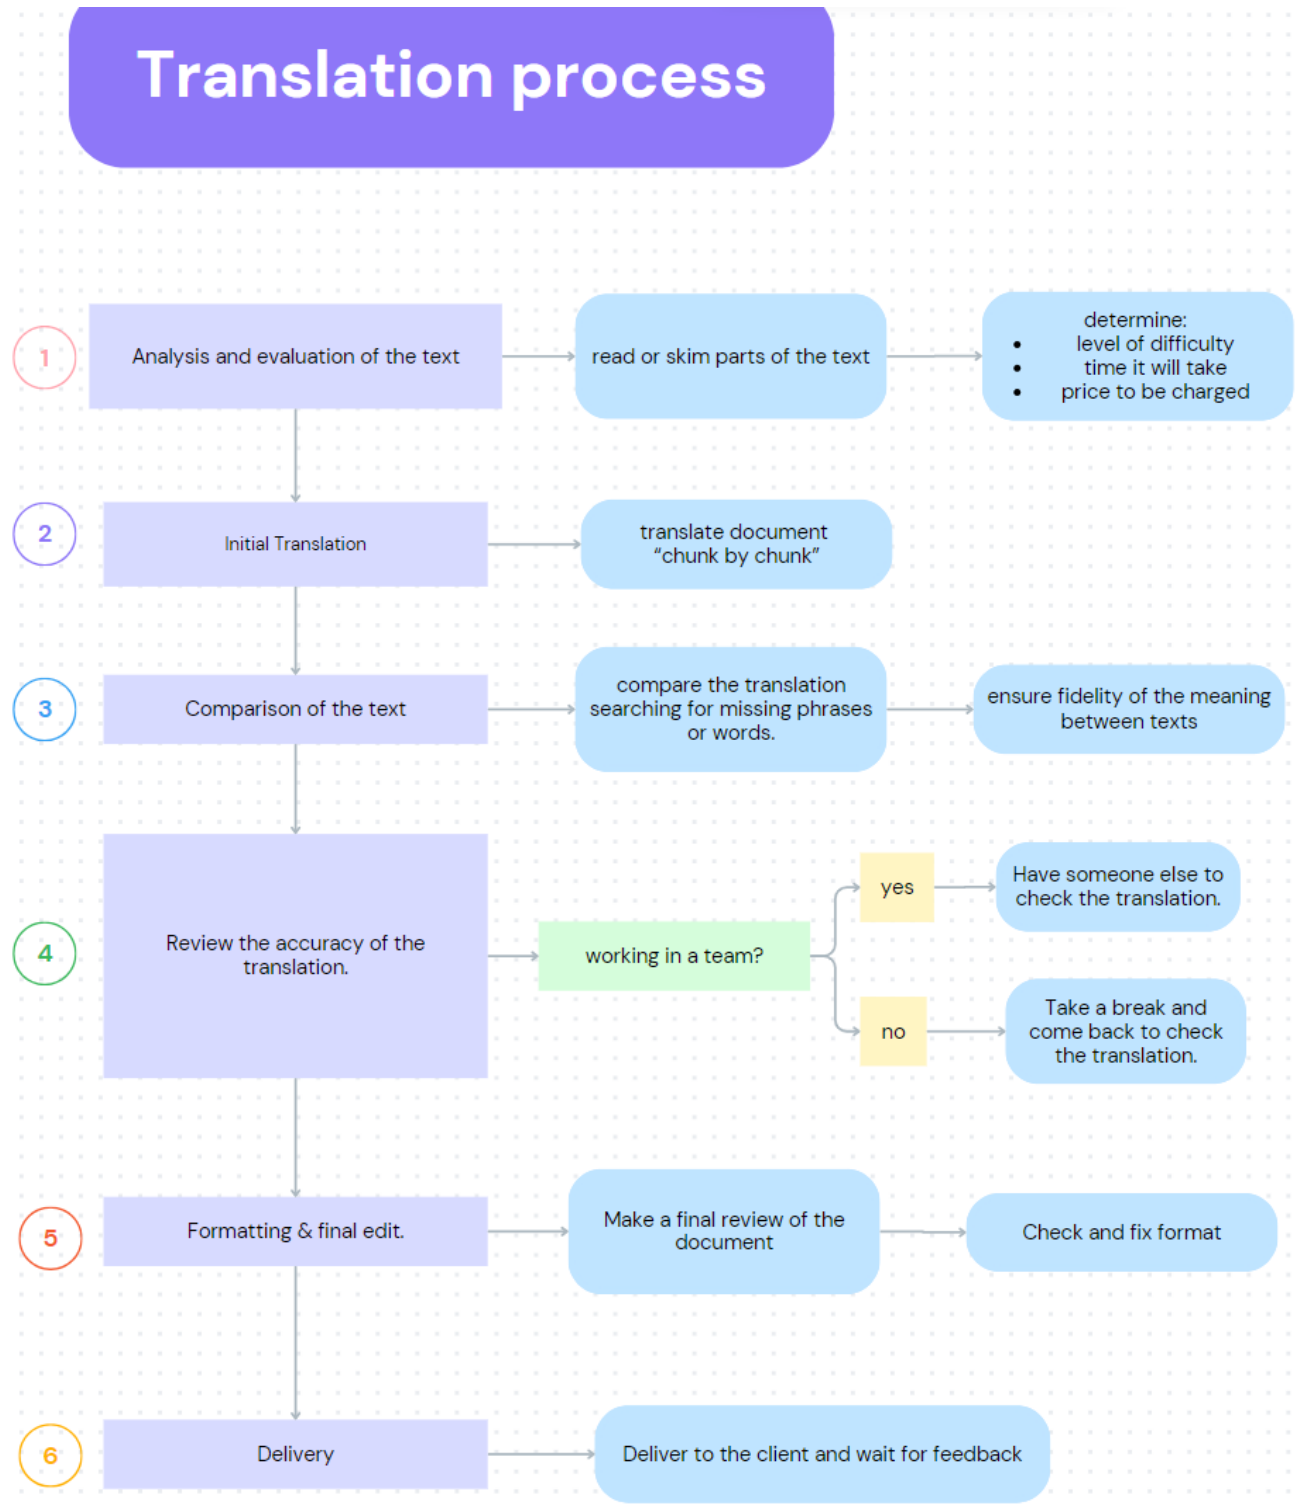 Translation process
1
Analysis and evaluation of the text
read or skim parts of the text
determine:
• level of difficulty
• time it will take
• price to be charged
2
Initial Translation
translate document
“chunk by chunk”
3
Comparison of the text
compare the translation
searching for missing phrases
or words.
ensure fidelity of the meaning
between texts
4
Review the accuracy of the
translation.
working in a team?
yes
Have someone else to
check the translation.
no
Take a break and
come back to check
the translation.
5
Formatting & final edit.
Make a final review of the
document
Check and fix format
6
Delivery
Deliver to the client and wait for feedback